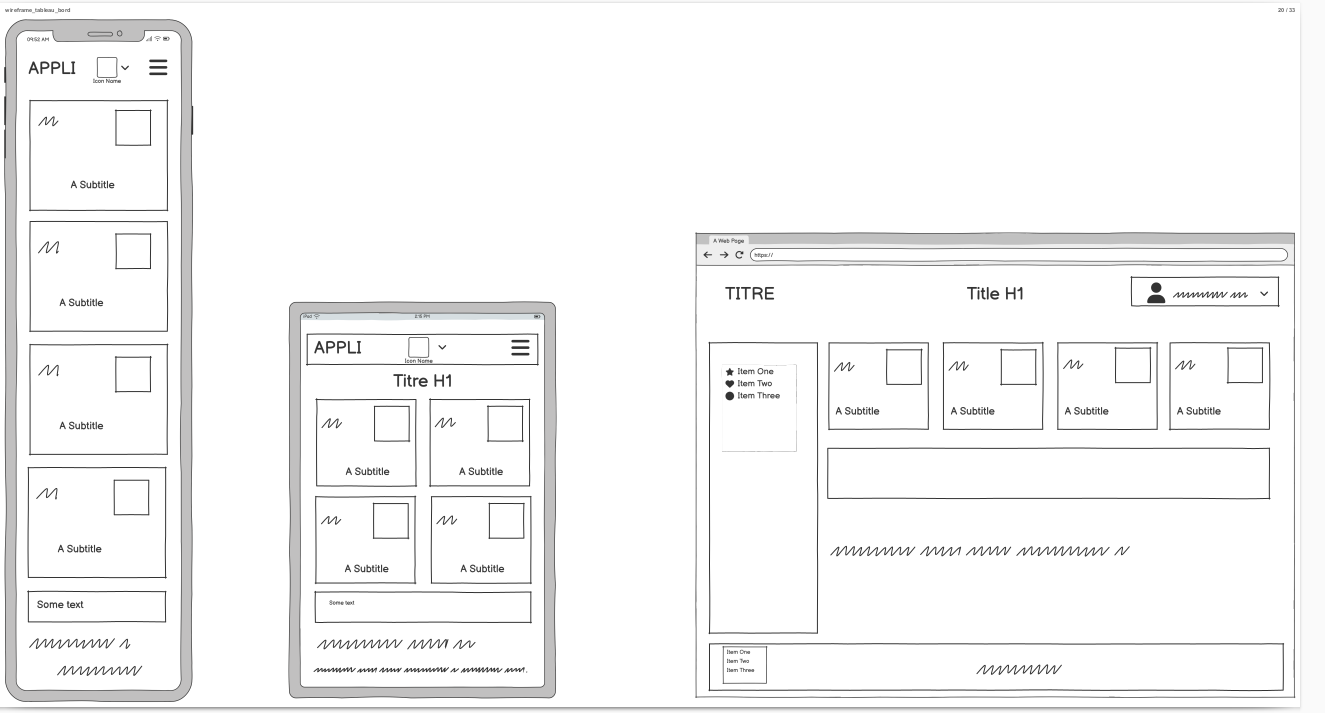 wireframe_tableau_bord
20 / 33
09:52 AM
APPLI
Icon Name
A Subtitle
A Subtitle
A Subtitle
A Subtitle
Some text
iPad
2:15 PM
APPLI
Icon Name
Titre H1
A Subtitle
A Subtitle
A Subtitle
A Subtitle
Some text
A Web Page
https://
TITRE
Title H1
Item One
Item Two
Item Three
A Subtitle
A Subtitle
A Subtitle
A Subtitle
Item One
Item Two
Item Three